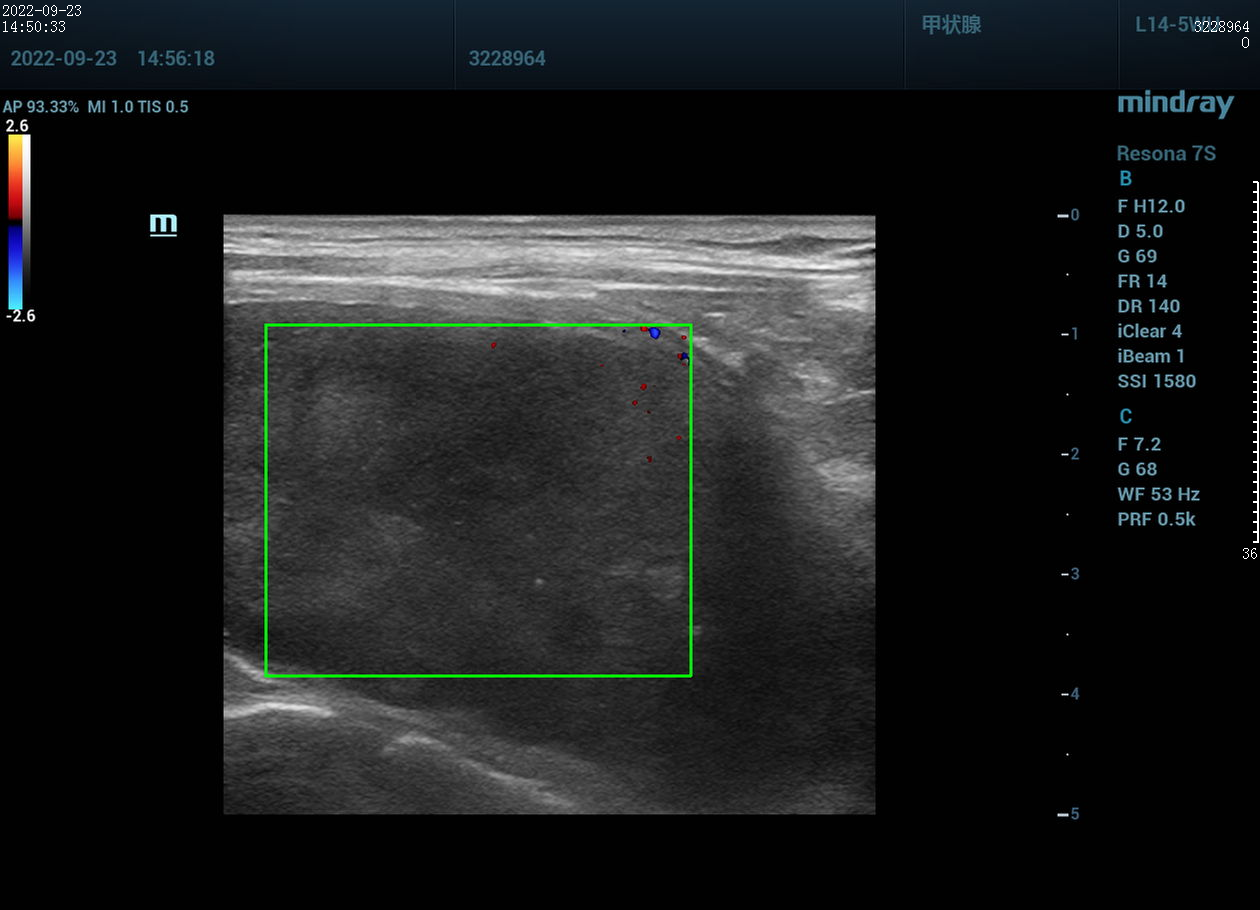 2022-09-23
14:50:33
甲状腺
3228964
0
2022-09-23 14:56:18
3228964
mindray
AP 93.33% MI 1.0 TIS 0.5
2.6
-2.6
m
Resona 7S
B
F H12.0
D 5.0
G 69
FR 14
DR 140
iClear 4
iBeam 1
SSI 1580
C
F 7.2
G 68
WF 53 Hz
PRF 0.5k
0
1
2
3
4
5
36